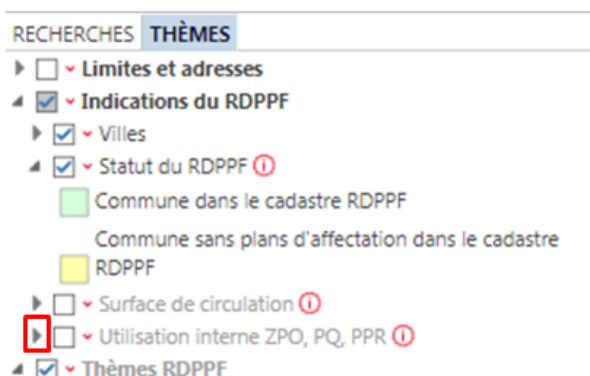 RECHERCHES THÈMES
Limites et adresses
Indications du RDPPF
Villes
Statut du RDPPF
Commune dans le cadastre RDPPF
Commune sans plans d'affectation dans le cadastre
RDPPF
Surface de circulation
Utilisation interne ZPO, PQ, PPR
Thèmes RDPPF